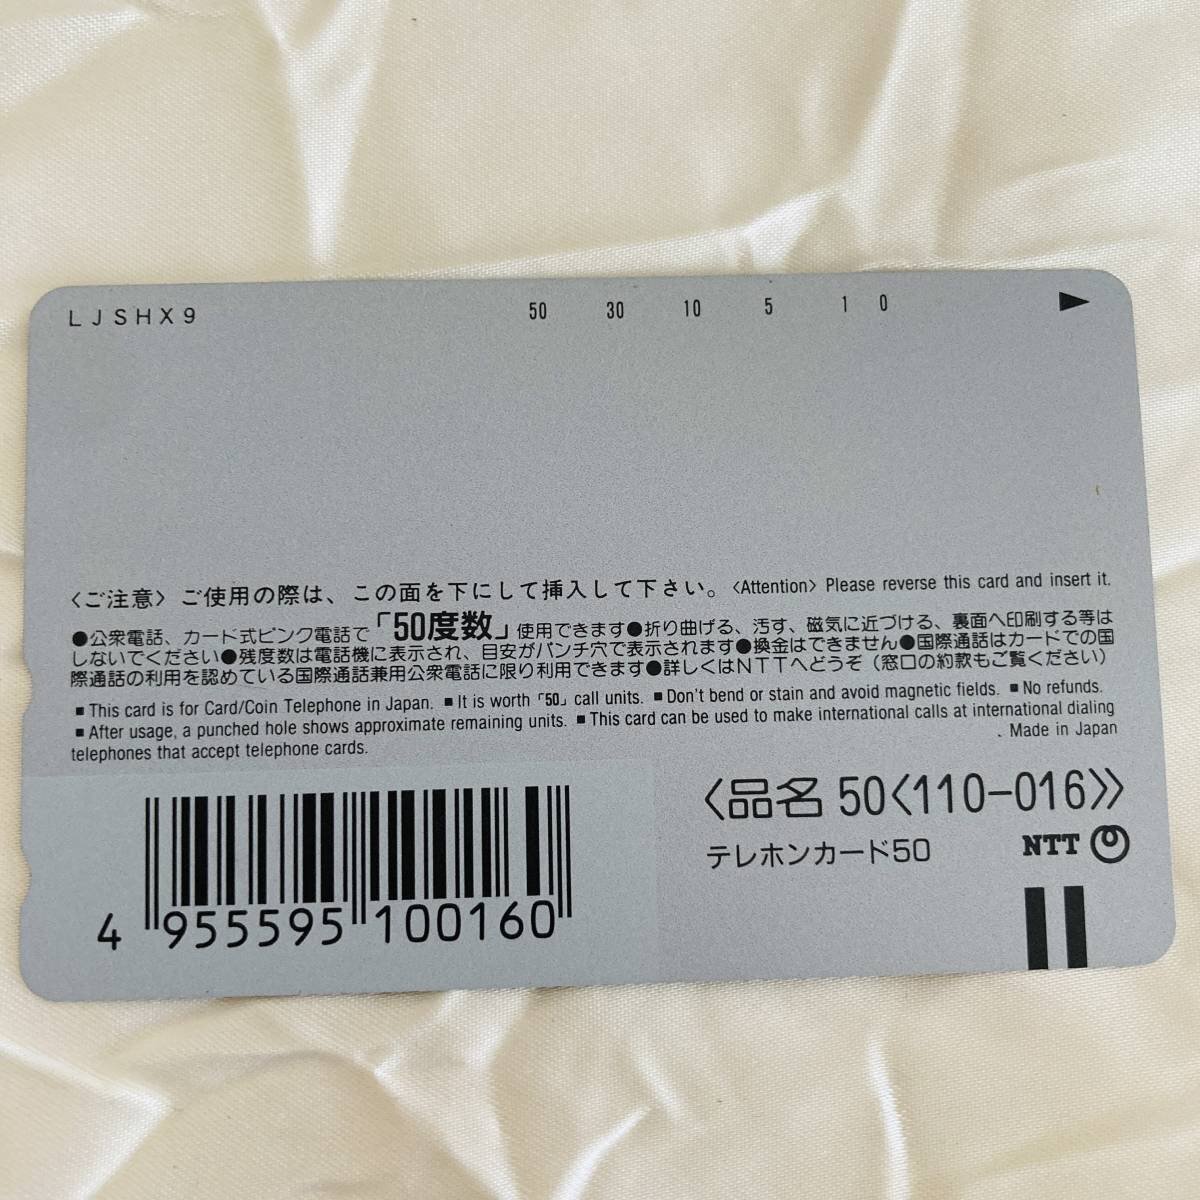 LJSHX9 50 30 10 5 1 0 ▶
〈ご注意〉ご使用の際は、この面を下にして挿入して下さい。〈Attention〉Please reverse this card and insert it.
●公衆電話、カード式ピンク電話で「50度数」使用できます●折り曲げる、汚す、磁気に近づける、裏面へ印刷する等は
しないでください●残度数は電話機に表示され、目安がパンチ穴で表示されます●換金はできません●国際通話はカードでの国
際通話の利用を認めている国際通話兼用公衆電話に限り利用できます●詳しくはNTTへどうぞ（窓口の約款もご覧ください）
■This card is for Card/Coin Telephone in Japan. ■It is worth「50」call units. ■Don't bend or stain and avoid magnetic fields. ■No refunds.
■After usage, a punched hole shows approximate remaining units. ■This card can be used to make international calls at international dialing
telephones that accept telephone cards. . Made in Japan
〈品名 50〈110-016〉〉
テレホンカード50 NTT
4 955595 100160